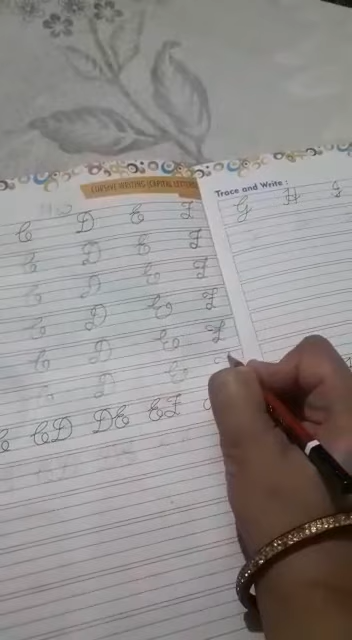 CURSIVE WRITING (CAPITAL LETTERS)
C D E F
C D E F
C D E F
C D E F
C D E F
C D E
CD DE EF
Trace and Write :
G H I